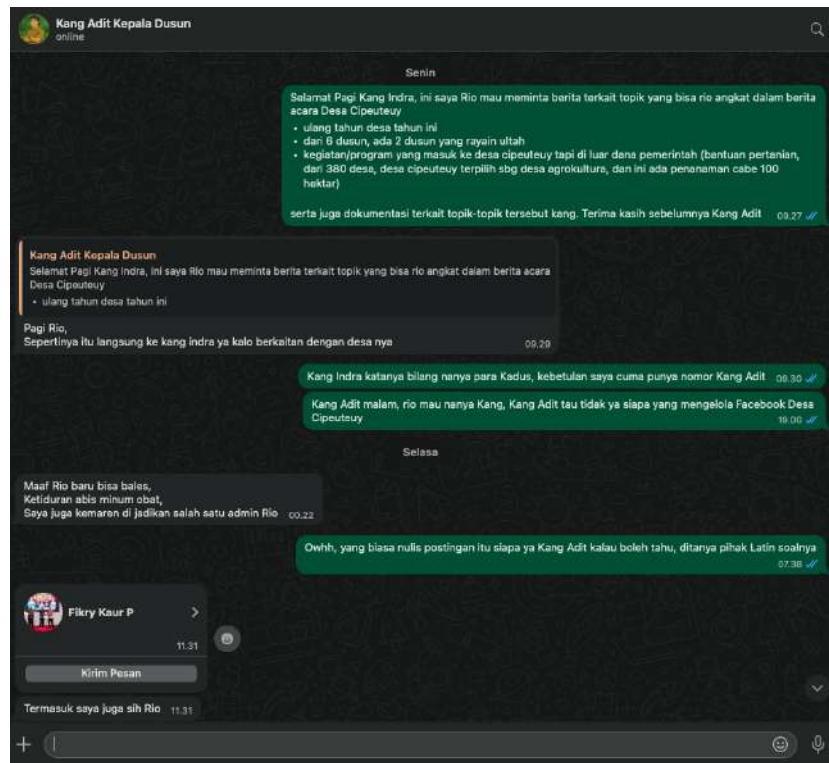 Kang Adit Kepala Dusun
online
Senin
Selamat Pagi Kang Indra, ini saya Rio mau meminta berita terkait topik yang bisa rio angkat dalam berita
acara Desa Cipeuteuy
• ulang tahun desa tahun ini
• dari 6 dusun, ada 2 dusun yang rayain ultah
• kegiatan/program yang masuk ke desa cipeuteuy tapi di luar dana pemerintah (bantuan pertanian,
dari 380 desa, desa cipeuteuy terpilih sbg desa agrokultura, dan ini ada penanaman cabe 100
hektar)
serta juga dokumentasi terkait topik-topik tersebut kang. Terima kasih sebelumnya Kang Adit 09.27
Kang Adit Kepala Dusun
Selamat Pagi Kang Indra, ini saya Rio mau meminta berita terkait topik yang bisa rio angkat dalam berita acara
Desa Cipeuteuy
• ulang tahun desa tahun ini
Pagi Rio,
Sepertinya itu langsung ke kang indra ya kalo berkaitan dengan desa nya 09.29
Kang Indra katanya bilang nanya para Kadus, kebetulan saya cuma punya nomor Kang Adit 09.30
Kang Adit malam, rio mau nanya Kang, Kang Adit tau tidak ya siapa yang mengelola Facebook Desa
Cipeuteuy
19.00
Selasa
Maaf Rio baru bisa bales,
Ketiduran abis minum obat,
Saya juga kemaren di jadikan salah satu admin Rio 00.22
Owhh, yang biasa nulis postingan itu siapa ya Kang Adit kalau boleh tahu, ditanya pihak Latin soalnya
07.38
Fikry Kaur P
11.31
Kirim Pesan
Termasuk saya juga sih Rio 11.31